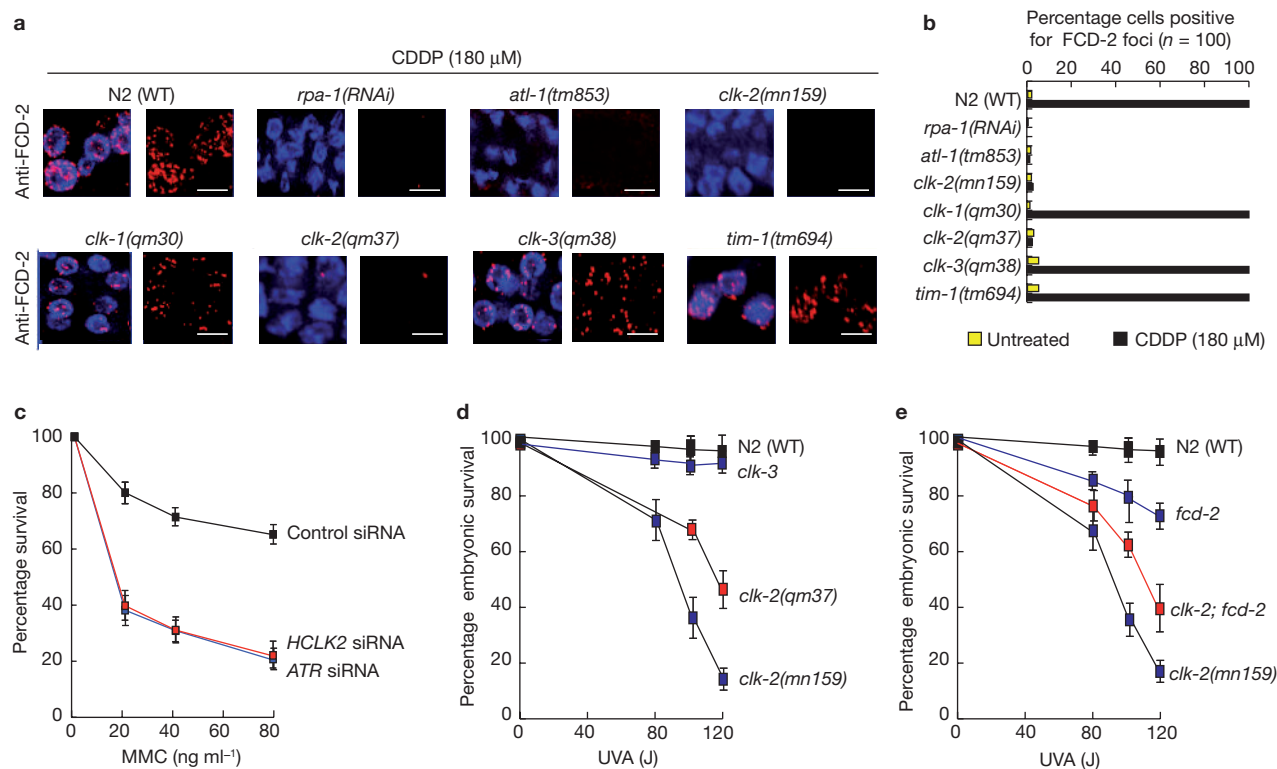 a
CDDP (180 μM)
N2 (WT) rpa-1(RNAi) atl-1(tm853) clk-2(mn159)
Anti-FCD-2
clk-1(qm30) clk-2(qm37) clk-3(qm38) tim-1(tm694)
Anti-FCD-2
b
Percentage cells positive
for FCD-2 foci (n = 100)
0 20 40 60 80 100
N2 (WT)
rpa-1(RNAi)
atl-1(tm853)
clk-2(mn159)
clk-1(qm30)
clk-2(qm37)
clk-3(qm38)
tim-1(tm694)
Untreated CDDP (180 μM)
c
Percentage survival
100
80
60
40
20
0 20 40 60 80
MMC (ng ml–1)
Control siRNA
HCLK2 siRNA
ATR siRNA
d
Percentage embryonic survival
100
80
60
40
20
0
0 80 100 120
UVA (J)
N2 (WT)
clk-3
clk-2(qm37)
clk-2(mn159)
e
Percentage embryonic survival
100
80
60
40
20
0
0 80 100 120
UVA (J)
N2 (WT)
fcd-2
clk-2; fcd-2
clk-2(mn159)